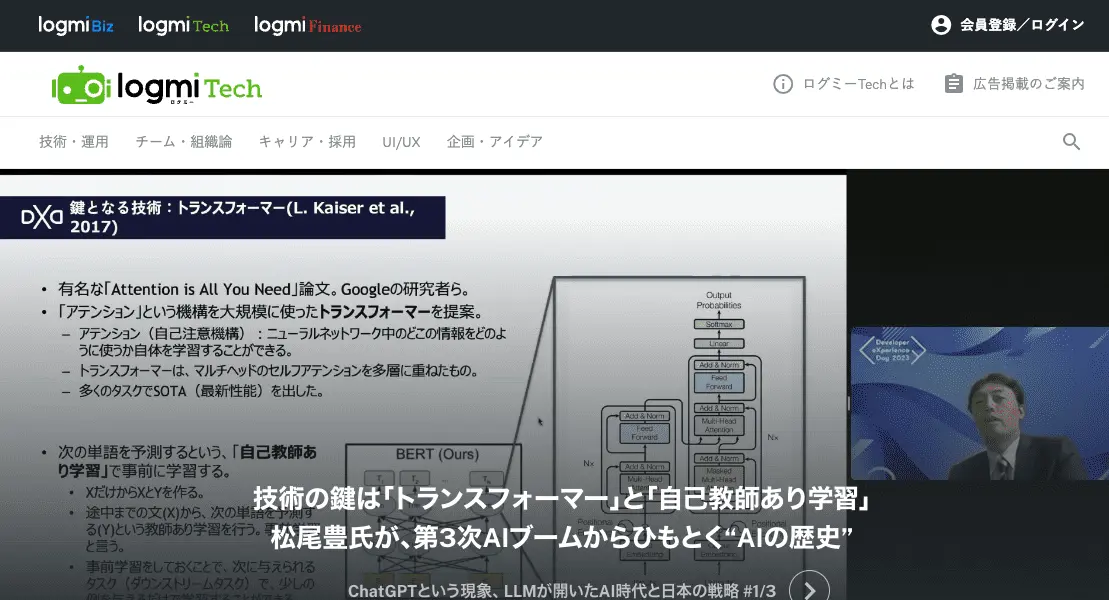 logmi Biz
logmi Tech
logmi Finance
会員登録／ログイン
logmi Tech
ログミー
ログミーTechとは
広告掲載のご案内
技術・運用
チーム・組織論
キャリア・採用
UI/UX
企画・アイデア
DXD
鍵となる技術：トランスフォーマー(L. Kaiser et al.,
2017)
• 有名な「Attention is All You Need」論文。Googleの研究者ら。
• 「アテンション」という機構を大規模に使ったトランスフォーマーを提案。
– アテンション（自己注意機構）：ニューラルネットワーク中のどこの情報をどのよ
うに使うか自体を学習することができる。
– トランスフォーマーは、マルチヘッドのセルフアテンションを多層に重ねたもの。
– 多くのタスクでSOTA（最新性能）を出した。
• 次の単語を予測するという、「自己教師あ
り学習」で事前に学習する。
• XだけからXとYを作る。
• 途中までの文(X)から、次の単語を予測す
る(Y)という教師あり学習を行う。
と言う。
• 事前学習をしておくことで、次に与えられる
タスク（ダウンストリームタスク）で、少しの
BERT (Ours)
Output
Probabilities
Softmax
Linear
Add & Norm
Feed
Forward
Add & Norm
Multi-Head
Attention
Add & Norm
Masked
Multi-Head
Nx
Add & Norm
Feed
Forward
Add & Norm
Multi-Head
Nx
Positional
Positional
Developer
eXperience
Day 2023
技術の鍵は「トランスフォーマー」と「自己教師あり学習」
松尾豊氏が、第3次AIブームからひもとく“AIの歴史”
ChatGPTという現象、LLMが開いたAI時代と日本の戦略 #1/3